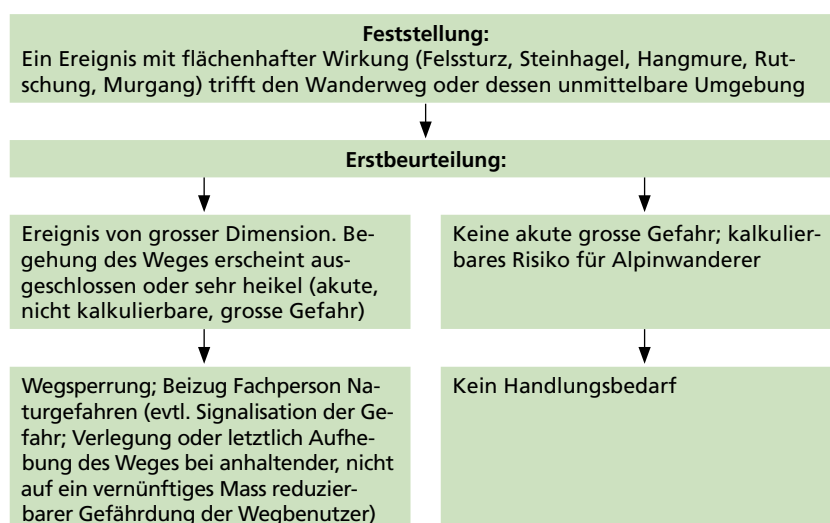 Feststellung:
Ein Ereignis mit flächenhafter Wirkung (Felssturz, Steinhagel, Hangmure, Rut-
schung, Murgang) trifft den Wanderweg oder dessen unmittelbare Umgebung
Erstbeurteilung:
Ereignis von grosser Dimension. Be-
gehung des Weges erscheint aus-
geschlossen oder sehr heikel (akute,
nicht kalkulierbare, grosse Gefahr)
Keine akute grosse Gefahr; kalkulier-
bares Risiko für Alpinwanderer
Wegsperrung; Beizug Fachperson Na-
turgefahren (evtl. Signalisation der Ge-
fahr; Verlegung oder letztlich Aufhe-
bung des Weges bei anhaltender, nicht
auf ein vernünftiges Mass reduzier-
barer Gefährdung der Wegbenutzer)
Kein Handlungsbedarf